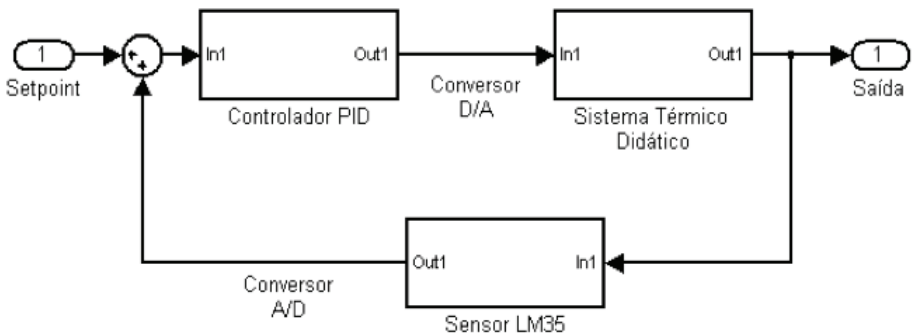 1
Setpoint
In1
Out1
Controlador PID
Conversor
D/A
In1
Out1
Sistema Térmico
Didático
1
Saída
Out1
In1
Sensor LM35
Conversor
A/D